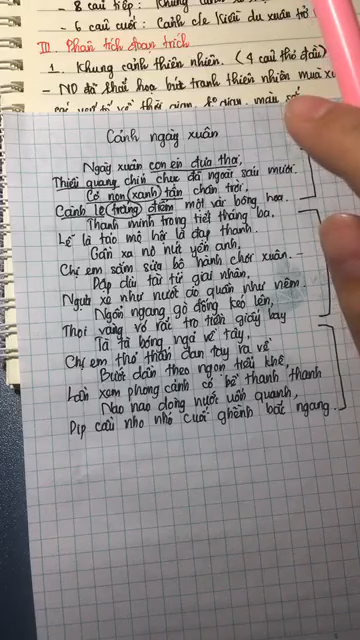 - 8 câu tiếp: Khung
- 6 câu cuối: Cảnh chị Kiều du xuân trở
III. Phân tích đoạn trích
1. Khung cảnh thiên nhiên. (4 câu thơ đầu)
- ND đã khái hoạ bức tranh thiên nhiên mùa xu
Cảnh ngày xuân
Ngày xuân con én đưa thoi,
Thiều quang chín chục đã ngoài sáu mươi.
Cỏ non (xanh) tận chân trời,
Cành lê (trắng) điểm một vài bông hoa.
Thanh minh trong tiết tháng ba,
Lễ là tảo mộ hội là đạp thanh.
Gần xa nô nức yến anh,
Chị em sắm sửa bộ hành chơi xuân.
Dập dìu tài tử giai nhân,
Ngựa xe như nước áo quần như nêm.
Ngổn ngang gò đống kéo lên,
Thoi vàng vó rắc tro tiền giấy bay
Tà tà bóng ngả về tây,
Chị em thơ thẩn dan tay ra về
Bước dần theo ngọn tiểu khê,
Lần xem phong cảnh có bề thanh thanh
Nao nao dòng nước uốn quanh,
Dịp cầu nho nhỏ cuối ghềnh bắc ngang.